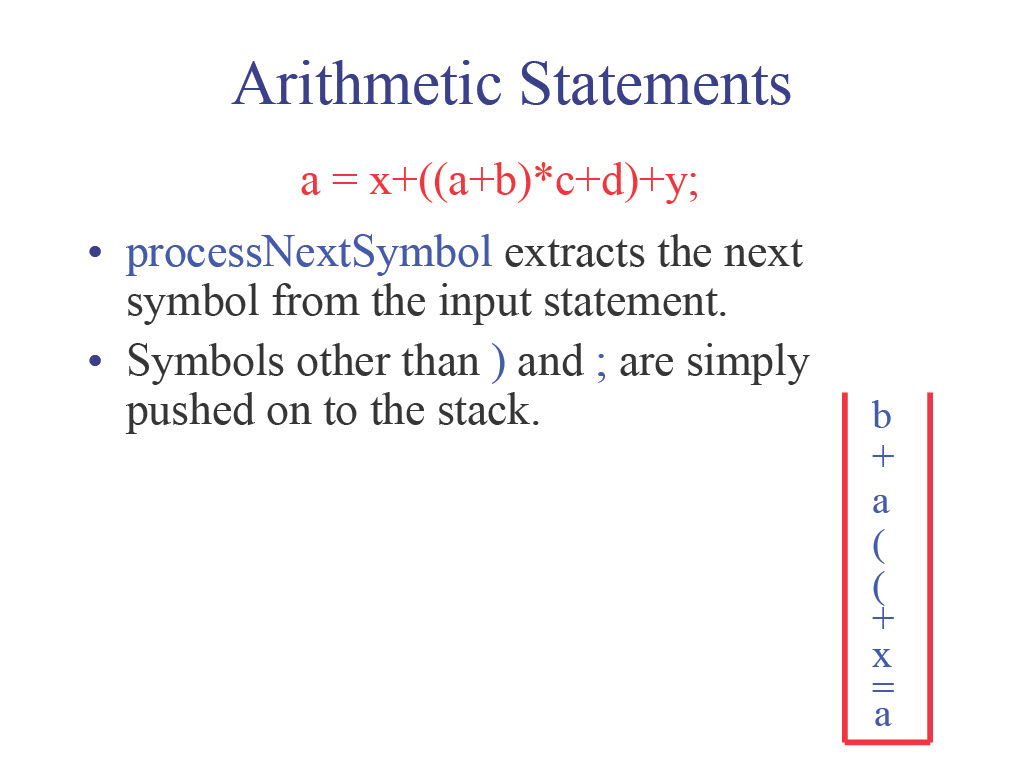 Arithmetic Statements
a = x+((a+b)*c+d)+y;
• processNextSymbol extracts the next
symbol from the input statement.
• Symbols other than ) and ; are simply
pushed on to the stack.
b
+
a
(
(
+
x
=
a